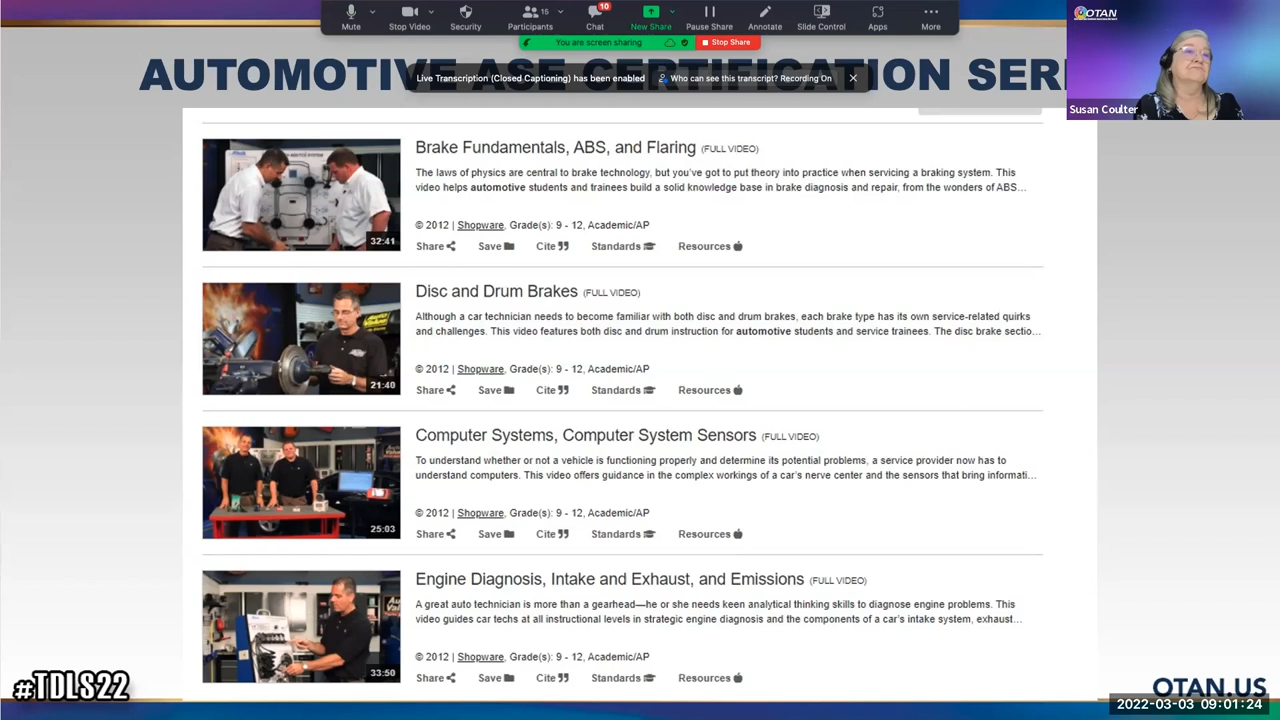 OTAN
Mute
Stop Video
Security
15
Participants
10
Chat
New Share
Pause Share
Annotate
Slide Control
Apps
More
You are screen sharing
Stop Share
Live Transcription (Closed Captioning) has been enabled
Who can see this transcript? Recording On
AUTOMOTIVE ASE CERTIFICATION SER
Susan Coulter
Brake Fundamentals, ABS, and Flaring (FULL VIDEO)
The laws of physics are central to brake technology, but you've got to put theory into practice when servicing a braking system. This
video helps automotive students and trainees build a solid knowledge base in brake diagnosis and repair, from the wonders of ABS…
32:41
© 2012 | Shopware, Grade(s): 9 - 12, Academic/AP
Share Save Cite Standards Resources
Disc and Drum Brakes (FULL VIDEO)
Although a car technician needs to become familiar with both disc and drum brakes, each brake type has its own service-related quirks
and challenges. This video features both disc and drum instruction for automotive students and service trainees. The disc brake sectio…
21:40
© 2012 | Shopware, Grade(s): 9 - 12, Academic/AP
Share Save Cite Standards Resources
Computer Systems, Computer System Sensors (FULL VIDEO)
To understand whether or not a vehicle is functioning properly and determine its potential problems, a service provider now has to
understand computers. This video offers guidance in the complex workings of a car's nerve center and the sensors that bring informati…
25:03
© 2012 | Shopware, Grade(s): 9 - 12, Academic/AP
Share Save Cite Standards Resources
Engine Diagnosis, Intake and Exhaust, and Emissions (FULL VIDEO)
A great auto technician is more than a gearhead—he or she needs keen analytical thinking skills to diagnose engine problems. This
video guides car techs at all instructional levels in strategic engine diagnosis and the components of a car's intake system, exhaust…
33:50
© 2012 | Shopware, Grade(s): 9 - 12, Academic/AP
Share Save Cite Standards Resources
#TDLS22
OTAN.US
2022-03-03 09:01:24